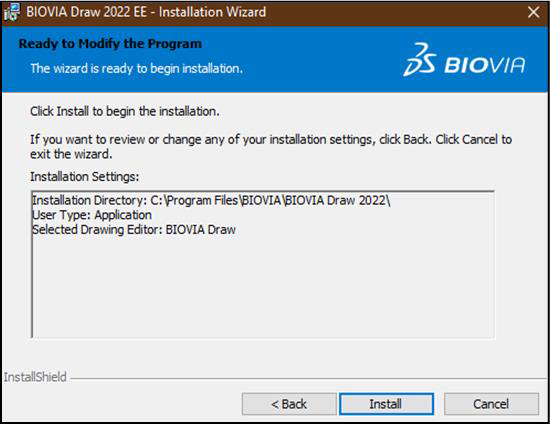 BIOVIA Draw 2022 EE - Installation Wizard
Ready to Modify the Program
The wizard is ready to begin installation.
BIOVIA
Click Install to begin the installation.
If you want to review or change any of your installation settings, click Back. Click Cancel to
exit the wizard.
Installation Settings:
Installation Directory: C:\Program Files\BIOVIA\BIOVIA Draw 2022\
User Type: Application
Selected Drawing Editor: BIOVIA Draw
InstallShield
< Back
Install
Cancel